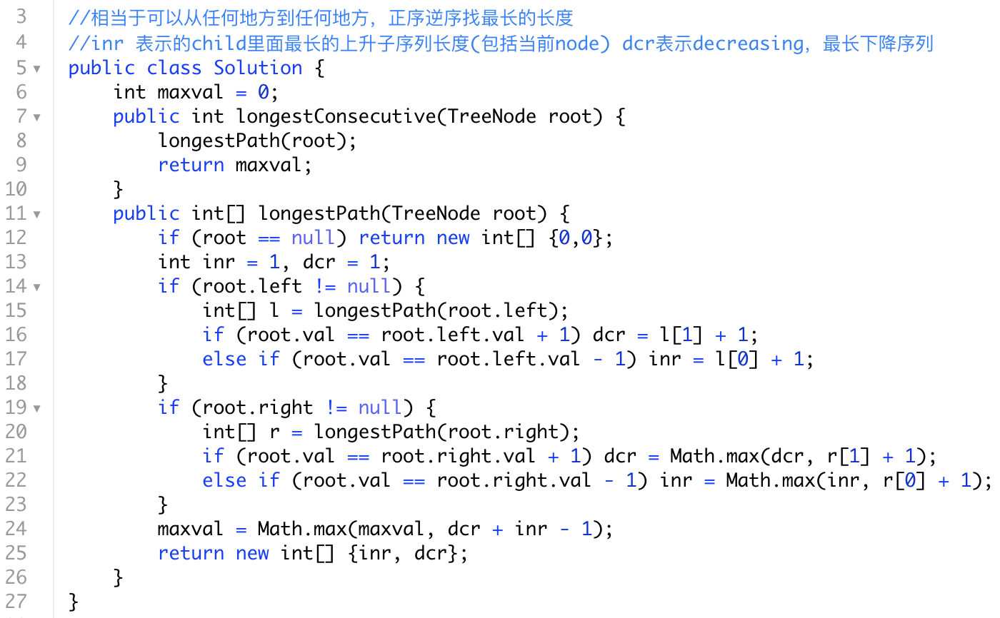 3 //相当于可以从任何地方到任何地方，正序逆序找最长的长度
4 //inr 表示的child里面最长的上升子序列长度(包括当前node) dcr表示decreasing，最长下降序列
5 ▼ public class Solution {
6     int maxval = 0;
7 ▼     public int longestConsecutive(TreeNode root) {
8         longestPath(root);
9         return maxval;
10     }
11 ▼     public int[] longestPath(TreeNode root) {
12         if (root == null) return new int[] {0,0};
13         int inr = 1, dcr = 1;
14 ▼         if (root.left != null) {
15             int[] l = longestPath(root.left);
16             if (root.val == root.left.val + 1) dcr = l[1] + 1;
17             else if (root.val == root.left.val - 1) inr = l[0] + 1;
18         }
19 ▼         if (root.right != null) {
20             int[] r = longestPath(root.right);
21             if (root.val == root.right.val + 1) dcr = Math.max(dcr, r[1] + 1);
22             else if (root.val == root.right.val - 1) inr = Math.max(inr, r[0] + 1);
23         }
24         maxval = Math.max(maxval, dcr + inr - 1);
25         return new int[] {inr, dcr};
26     }
27 }